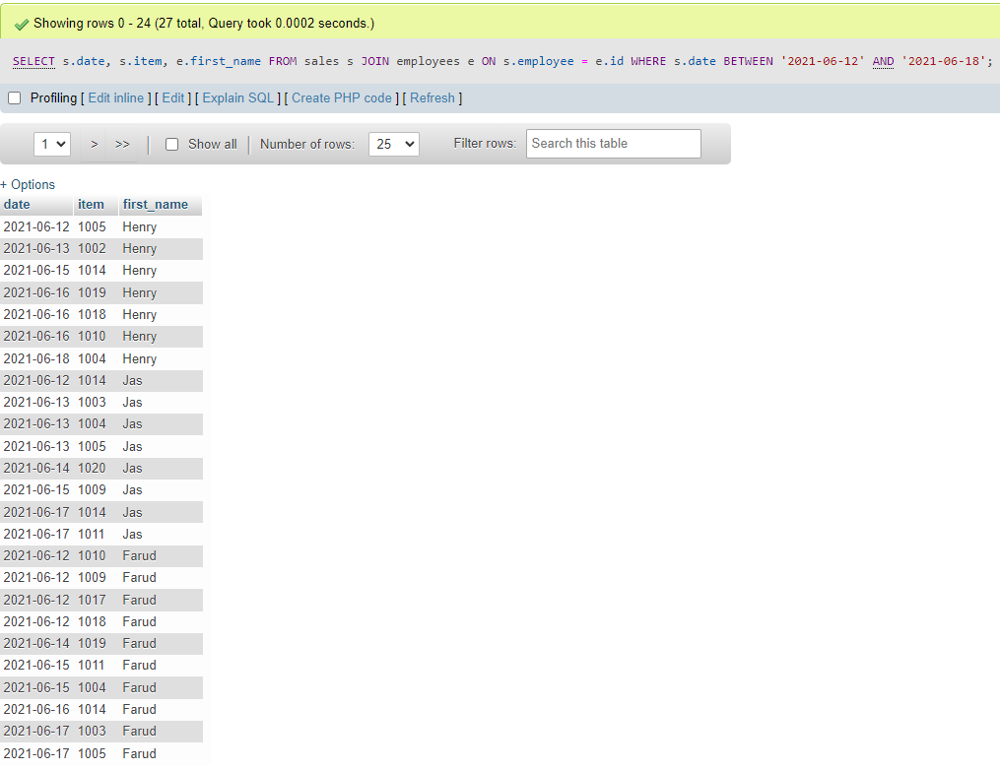 Showing rows 0 - 24 (27 total, Query took 0.0002 seconds.)
SELECT s.date, s.item, e.first_name FROM sales s JOIN employees e ON s.employee = e.id WHERE s.date BETWEEN '2021-06-12' AND '2021-06-18';
Profiling [ Edit inline ] [ Edit ] [ Explain SQL ] [ Create PHP code ] [ Refresh ]
1 > >> | Show all | Number of rows: 25 Filter rows: Search this table
+ Options
date item first_name
2021-06-12 1005 Henry
2021-06-13 1002 Henry
2021-06-15 1014 Henry
2021-06-16 1019 Henry
2021-06-16 1018 Henry
2021-06-16 1010 Henry
2021-06-18 1004 Henry
2021-06-12 1014 Jas
2021-06-13 1003 Jas
2021-06-13 1004 Jas
2021-06-13 1005 Jas
2021-06-14 1020 Jas
2021-06-15 1009 Jas
2021-06-17 1014 Jas
2021-06-17 1011 Jas
2021-06-12 1010 Farud
2021-06-12 1009 Farud
2021-06-12 1017 Farud
2021-06-12 1018 Farud
2021-06-14 1019 Farud
2021-06-15 1011 Farud
2021-06-15 1004 Farud
2021-06-16 1014 Farud
2021-06-17 1003 Farud
2021-06-17 1005 Farud